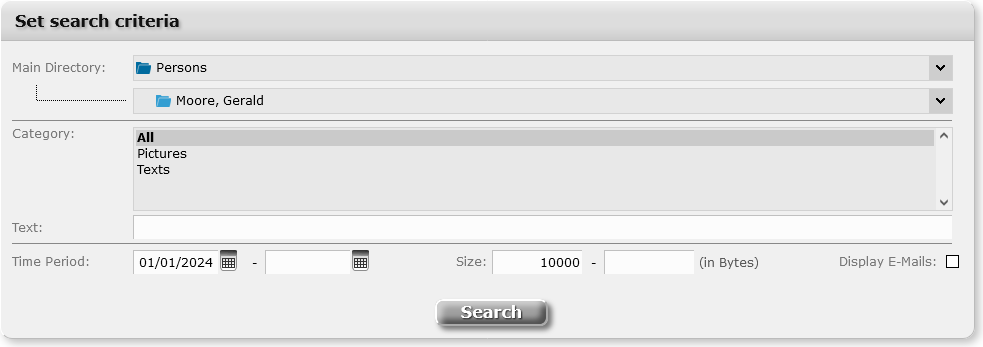 Set search criteria
Main Directory: Persons
Moore, Gerald
Category: All
Pictures
Texts
Text:
Time Period: 01/01/2024 - Size: 10000 - (in Bytes) Display E-Mails:
Search